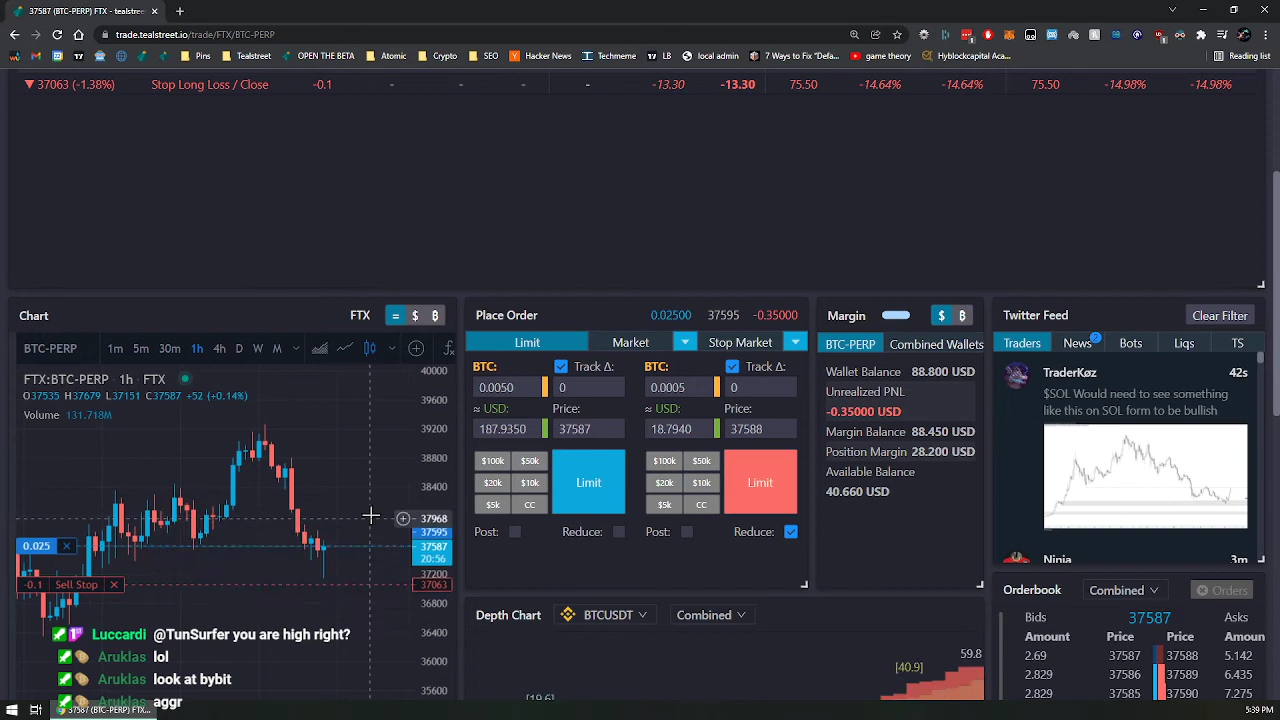 37587 (BTC-PERP) FTX - tealstree
trade.tealstreet.io/trade/FTX/BTC-PERP
Pins
Tealstreet
OPEN THE BETA
Atomic
Crypto
SEO
Hacker News
Techmeme
LB
local admin
7 Ways to Fix "Defa...
game theory
Hyblockcapital Aca...
Reading list
▼ 37063 (-1.38%) Stop Long Loss / Close -0.1 - - - - -13.30 -13.30 75.50 -14.64% -14.64% 75.50 -14.98% -14.98%
Chart FTX = $ ₿
BTC-PERP 1m 5m 30m 1h 4h D W M
FTX:BTC-PERP · 1h · FTX
O37535 H37679 L37151 C37587 +52 (+0.14%)
Volume 131.718M
40000
39600
39200
38800
38400
37968
37595
37587
20:56
37200
37063
36800
36400
36000
35600
0.025
-0.1 Sell Stop
Luccardi @TunSurfer you are high right?
Aruklas lol
Aruklas look at bybit
Aruklas aggr
Place Order 0.02500 37595 -0.35000
Limit Market Stop Market
BTC: Track Δ: BTC: Track Δ:
0.0050 0 0.0005 0
≈ USD: Price: ≈ USD: Price:
187.9350 37587 18.7940 37588
$100k $50k $100k $50k
$20k $10k Limit $20k $10k Limit
$5k CC $5k CC
Post: Reduce: Post: Reduce:
Depth Chart BTCUSDT Combined
59.8
[40.9]
[19.6]
Margin $ ₿
BTC-PERP Combined Wallets
Wallet Balance 88.800 USD
Unrealized PNL
-0.35000 USD
Margin Balance 88.450 USD
Position Margin 28.200 USD
Available Balance
40.660 USD
Twitter Feed Clear Filter
Traders News 2 Bots Liqs TS
TraderKøz 42s
$SOL Would need to see something
like this on SOL form to be bullish
Ninja 3m
Orderbook Combined Orders
Bids 37587 Asks
Amount Price Price Amount
2.69 37587 37588 5.142
2.829 37586 37589 6.435
2.829 37585 37590 7.275
37587 (BTC-PERP) FTX...
5:39 PM